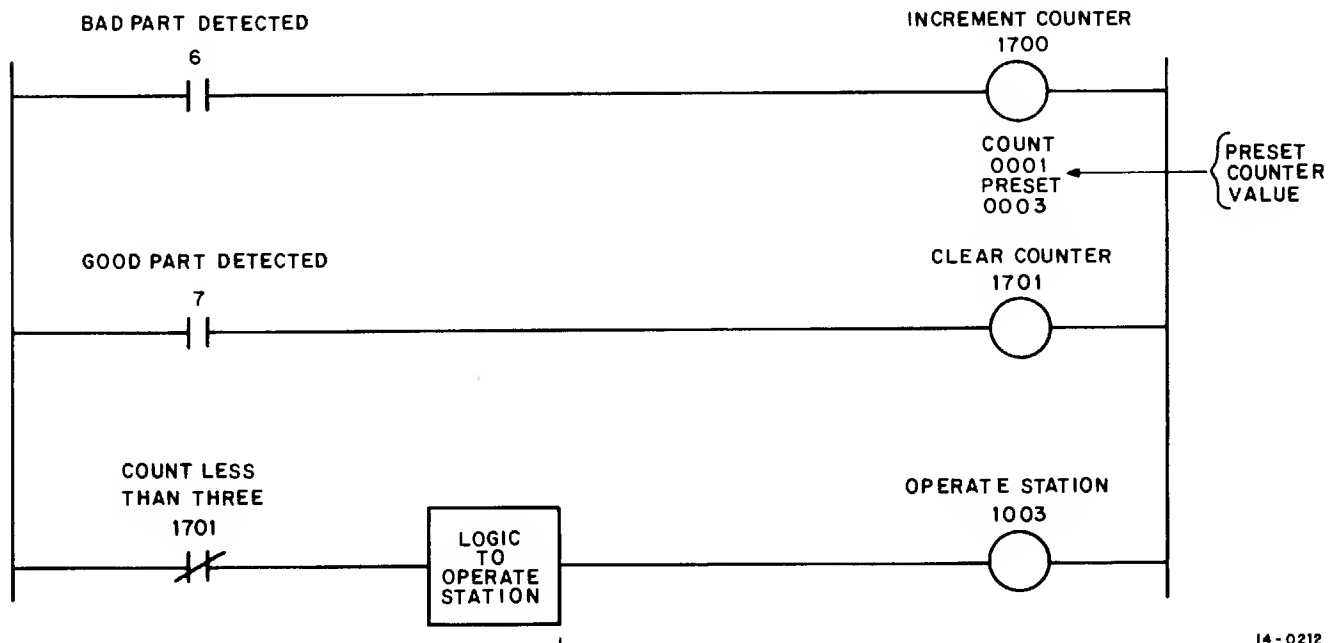 BAD PART DETECTED
6
INCREMENT COUNTER
1700
COUNT
0001
PRESET
0003
PRESET
COUNTER
VALUE
GOOD PART DETECTED
7
CLEAR COUNTER
1701
COUNT LESS
THAN THREE
1701
LOGIC
TO
OPERATE
STATION
OPERATE STATION
1003
14-0212